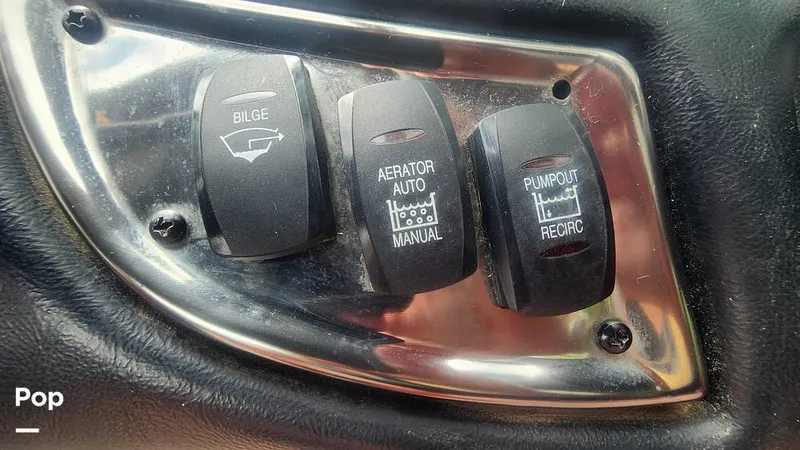 BILGE
AERATOR
AUTO
MANUAL
PUMPOUT
RECIRC
Pop